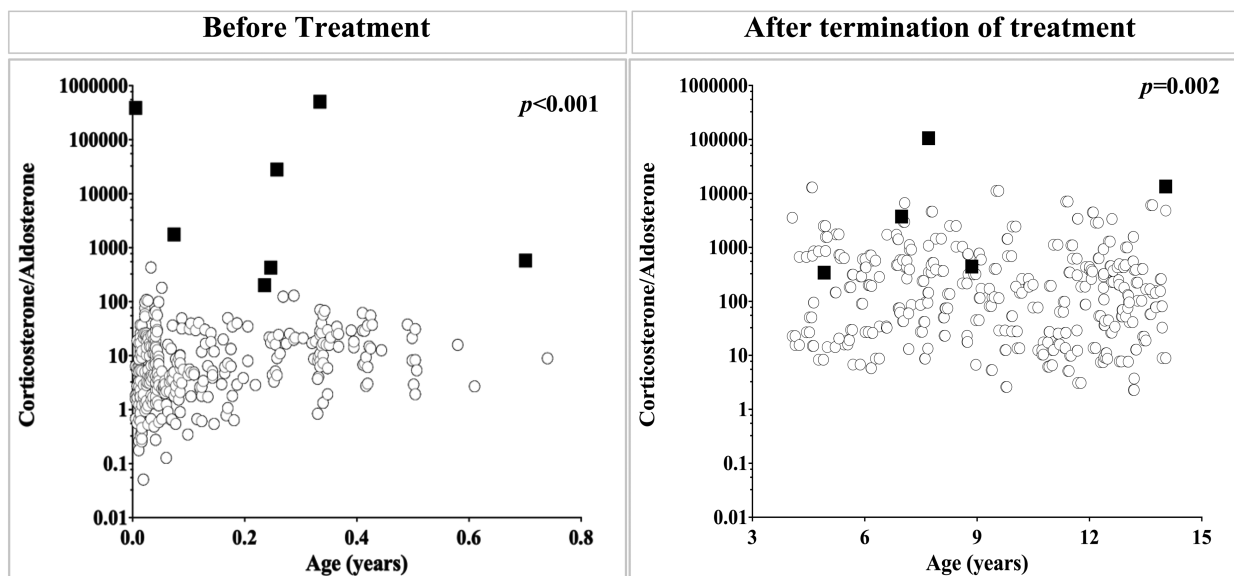 Before Treatment
After termination of treatment
p<0.001
1000000
100000
10000
1000
100
10
1
0.1
0.01
Corticosterone/Aldosterone
0.0 0.2 0.4 0.6 0.8
Age (years)
p=0.002
1000000
100000
10000
1000
100
10
1
0.1
0.01
Corticosterone/Aldosterone
3 6 9 12 15
Age (years)